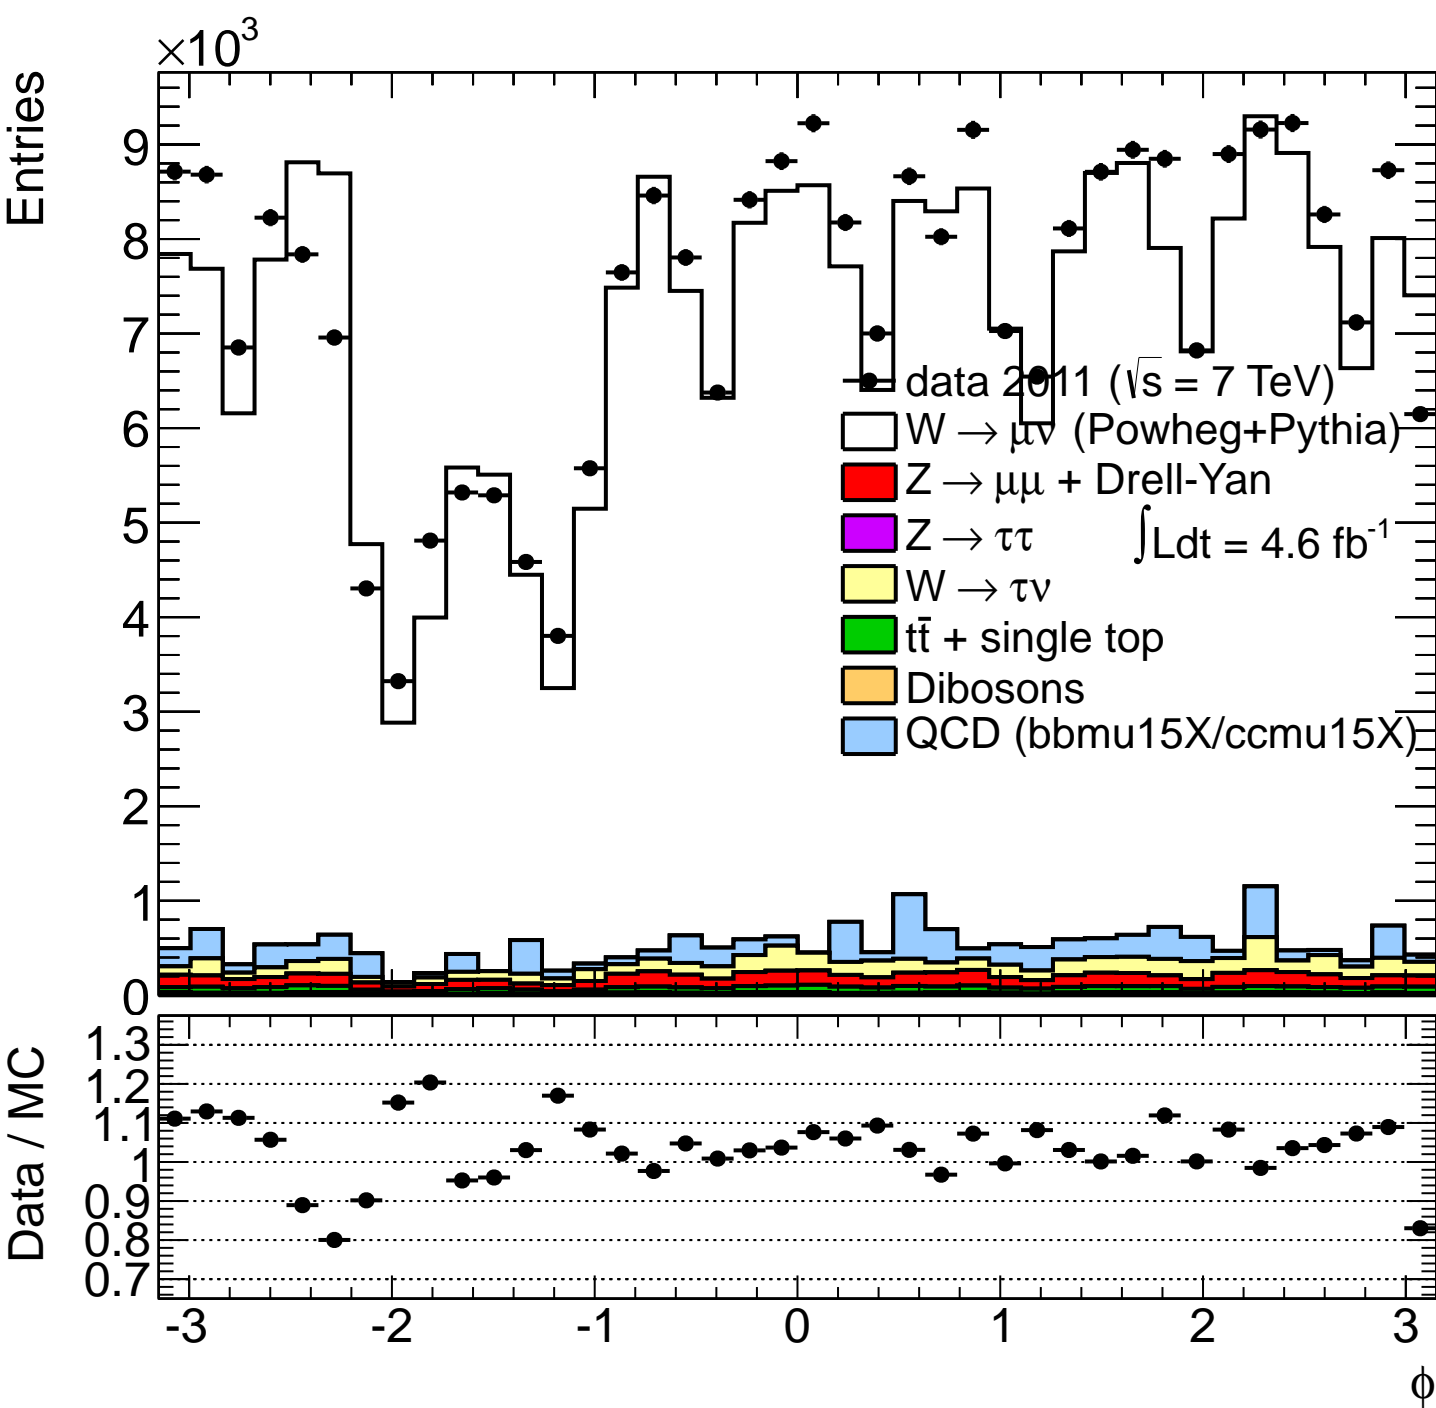 ×10³
Entries
9
8
7
6
5
4
3
2
1
0
data 2011 (√s = 7 TeV)
W → μν (Powheg+Pythia)
Z → μμ + Drell-Yan
Z → ττ
∫Ldt = 4.6 fb⁻¹
W → τν
tt̄ + single top
Dibosons
QCD (bbmu15X/ccmu15X)
Data / MC
1.3
1.2
1.1
1
0.9
0.8
0.7
-3 -2 -1 0 1 2 3
ϕ